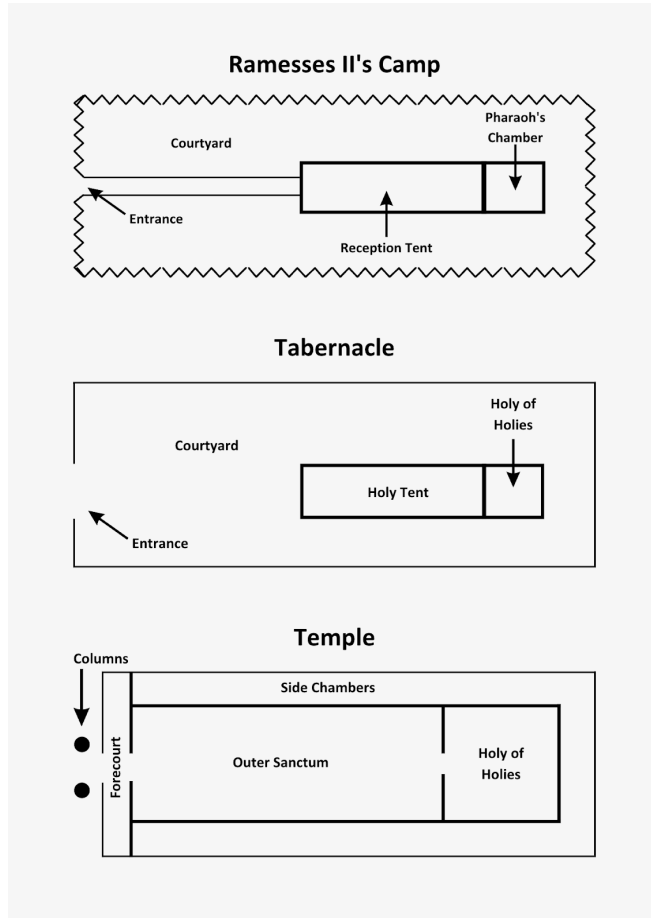 Ramesses II's Camp
Pharaoh's
Chamber
Courtyard
Entrance
Reception Tent
Tabernacle
Holy of
Holies
Courtyard
Holy Tent
Entrance
Temple
Columns
Side Chambers
Forecourt
Outer Sanctum
Holy of
Holies